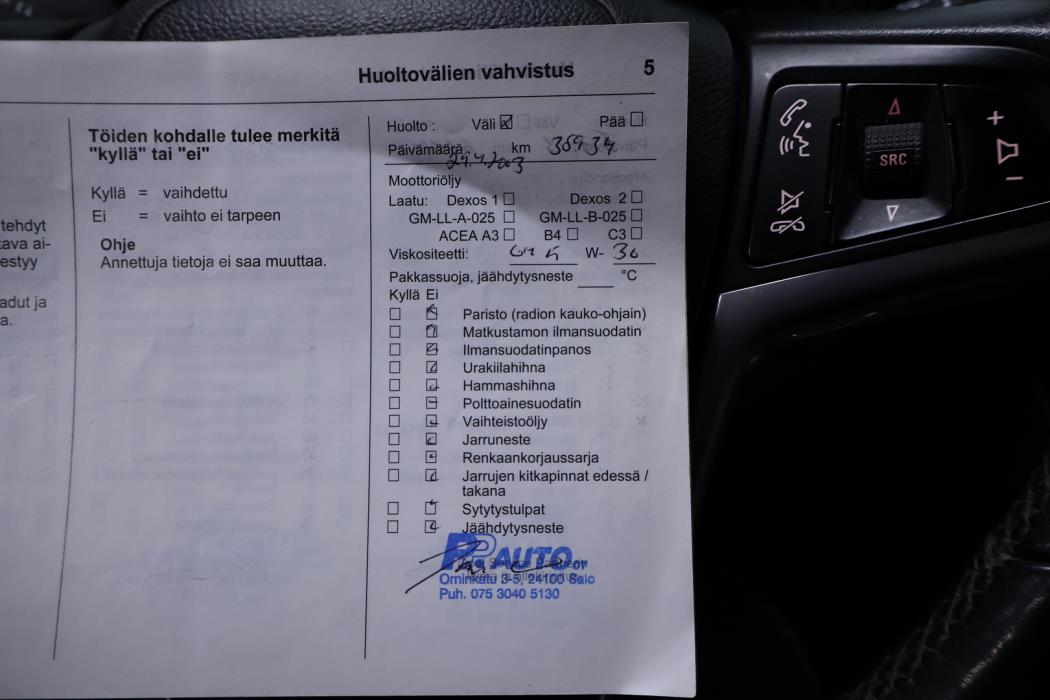 Huoltovälien vahvistus 5
tehdyt
tava ai-
estyy
adut ja
a.
Töiden kohdalle tulee merkitä
"kyllä" tai "ei"
Kyllä = vaihdettu
Ei = vaihto ei tarpeen
Ohje
Annettuja tietoja ei saa muuttaa.
Huolto : Väli Pää
Päivämäärä km
Moottoriöljy
Laatu: Dexos 1 Dexos 2
GM-LL-A-025 GM-LL-B-025
ACEA A3 B4 C3
Viskositeetti: W- 30
Pakkassuoja, jäähdytysneste °C
Kyllä Ei
Paristo (radion kauko-ohjain)
Matkustamon ilmansuodatin
Ilmansuodatinpanos
Urakiilahihna
Hammashihna
Polttoainesuodatin
Vaihteistoöljy
Jarruneste
Renkaankorjaussarja
Jarrujen kitkapinnat edessä /
takana
Sytytystulpat
Jäähdytysneste
AUTO oy
Ominkatu 3-5, 24100 Salo
Puh. 075 3040 5130
SRC
+
−